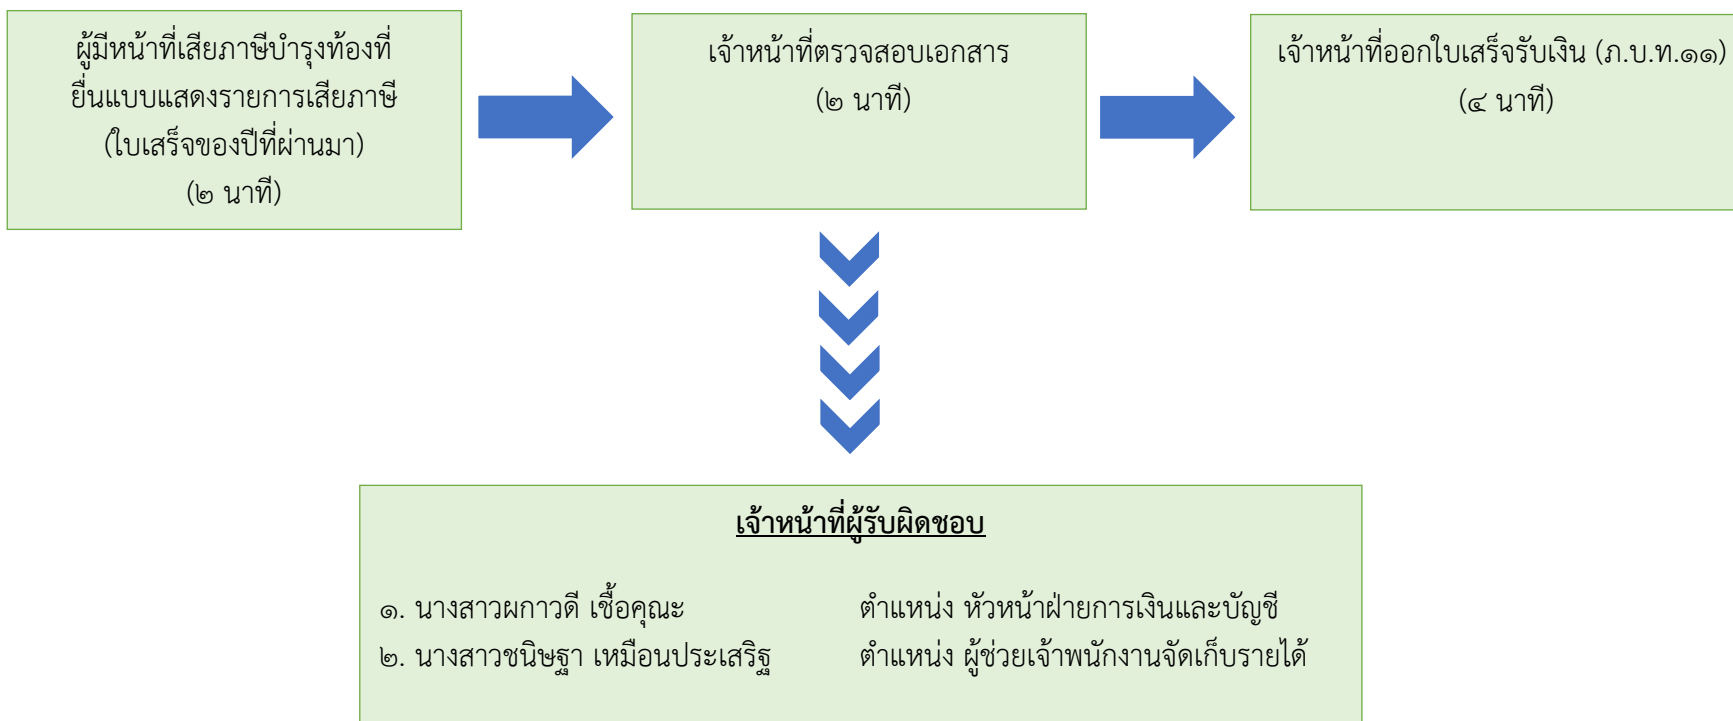 ผู้มีหน้าที่เสียภาษีบำรุงท้องที่
ยื่นแบบแสดงรายการเสียภาษี
(ใบเสร็จของปีที่ผ่านมา)
(๒ นาที)
เจ้าหน้าที่ตรวจสอบเอกสาร
(๒ นาที)
เจ้าหน้าที่ออกใบเสร็จรับเงิน (ภ.บ.ท.๑๑)
(๔ นาที)
เจ้าหน้าที่ผู้รับผิดชอบ
๑. นางสาวผกาวดี เชื้อคุณะ ตำแหน่ง หัวหน้าฝ่ายการเงินและบัญชี
๒. นางสาวชนิษฐา เหมือนประเสริฐ ตำแหน่ง ผู้ช่วยเจ้าพนักงานจัดเก็บรายได้